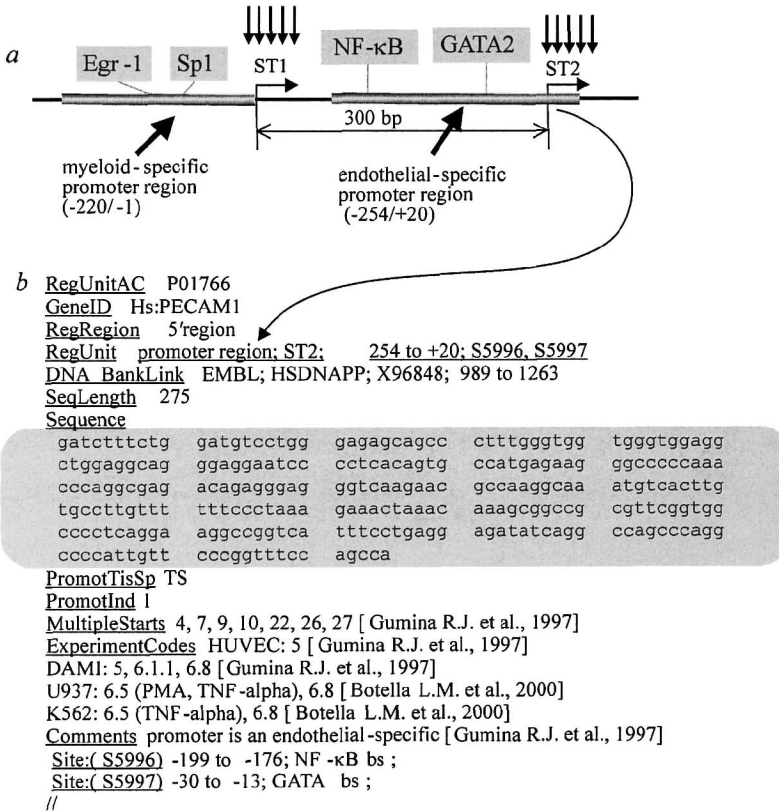 a
Egr-1 Sp1 ST1 NF-κB GATA2 ST2
300 bp
myeloid-specific
promoter region
(-220/-1)
endothelial-specific
promoter region
(-254/+20)
b RegUnitAC P01766
GeneID Hs:PECAM1
RegRegion 5'region
RegUnit promoter region; ST2; 254 to +20; S5996, S5997
DNA BankLink EMBL; HSDNAPP; X96848; 989 to 1263
SeqLength 275
Sequence
gatctttctg gatgtcctgg gagagcagcc ctttgggtgg tgggtggagg
ctggaggcag ggaggaatcc cctcacagtg ccatgagaag ggcccccaaa
cccaggcgag acagagggag ggtcaagaac gccaaggcaa atgtcacttg
tgccttgttt tttccctaaa gaaactaaac aaagcggccg cgttcggtgg
cccctcagga aggccggtca tttcctgagg agatatcagg ccagcccagg
ccccattgtt cccggtttcc agcca
PromotTisSp TS
PromotInd 1
MultipleStarts 4, 7, 9, 10, 22, 26, 27 [ Gumina R.J. et al., 1997]
ExperimentCodes HUVEC: 5 [ Gumina R.J. et al., 1997]
DAMI: 5, 6.1.1, 6.8 [Gumina R.J. et al., 1997]
U937: 6.5 (PMA, TNF-alpha), 6.8 [ Botella L.M. et al., 2000]
K562: 6.5 (TNF-alpha), 6.8 [ Botella L.M. et al., 2000]
Comments promoter is an endothelial-specific [ Gumina R.J. et al., 1997]
Site:( S5996) -199 to -176; NF -κB bs ;
Site:( S5997) -30 to -13; GATA bs ;
//